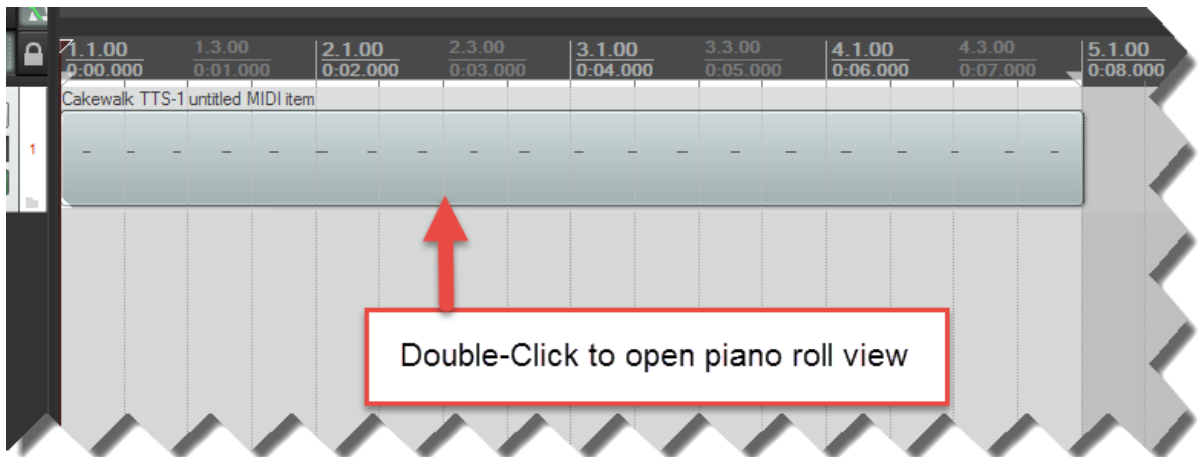 1.1.00 1.3.00 2.1.00 2.3.00 3.1.00 3.3.00 4.1.00 4.3.00 5.1.00
0:00.000 0:01.000 0:02.000 0:03.000 0:04.000 0:05.000 0:06.000 0:07.000 0:08.000
Cakewalk TTS-1 untitled MIDI item
1
Double-Click to open piano roll view